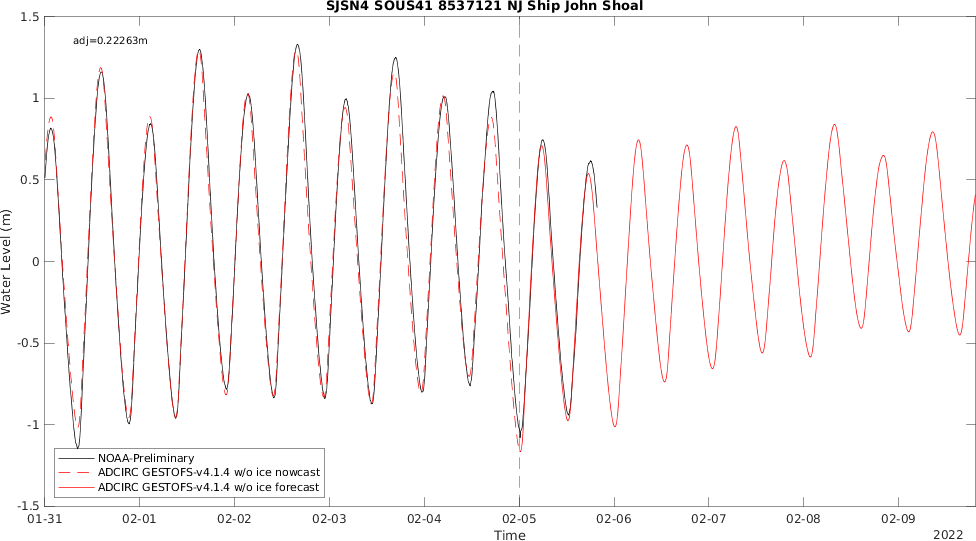 SJSN4 SOUS41 8537121 NJ Ship John Shoal
adj=0.22263m
1.5
1
0.5
0
-0.5
-1
-1.5
Water Level (m)
NOAA-Preliminary
ADCIRC GESTOFS-v4.1.4 w/o ice nowcast
ADCIRC GESTOFS-v4.1.4 w/o ice forecast
01-31 02-01 02-02 02-03 02-04 02-05 02-06 02-07 02-08 02-09
Time
2022